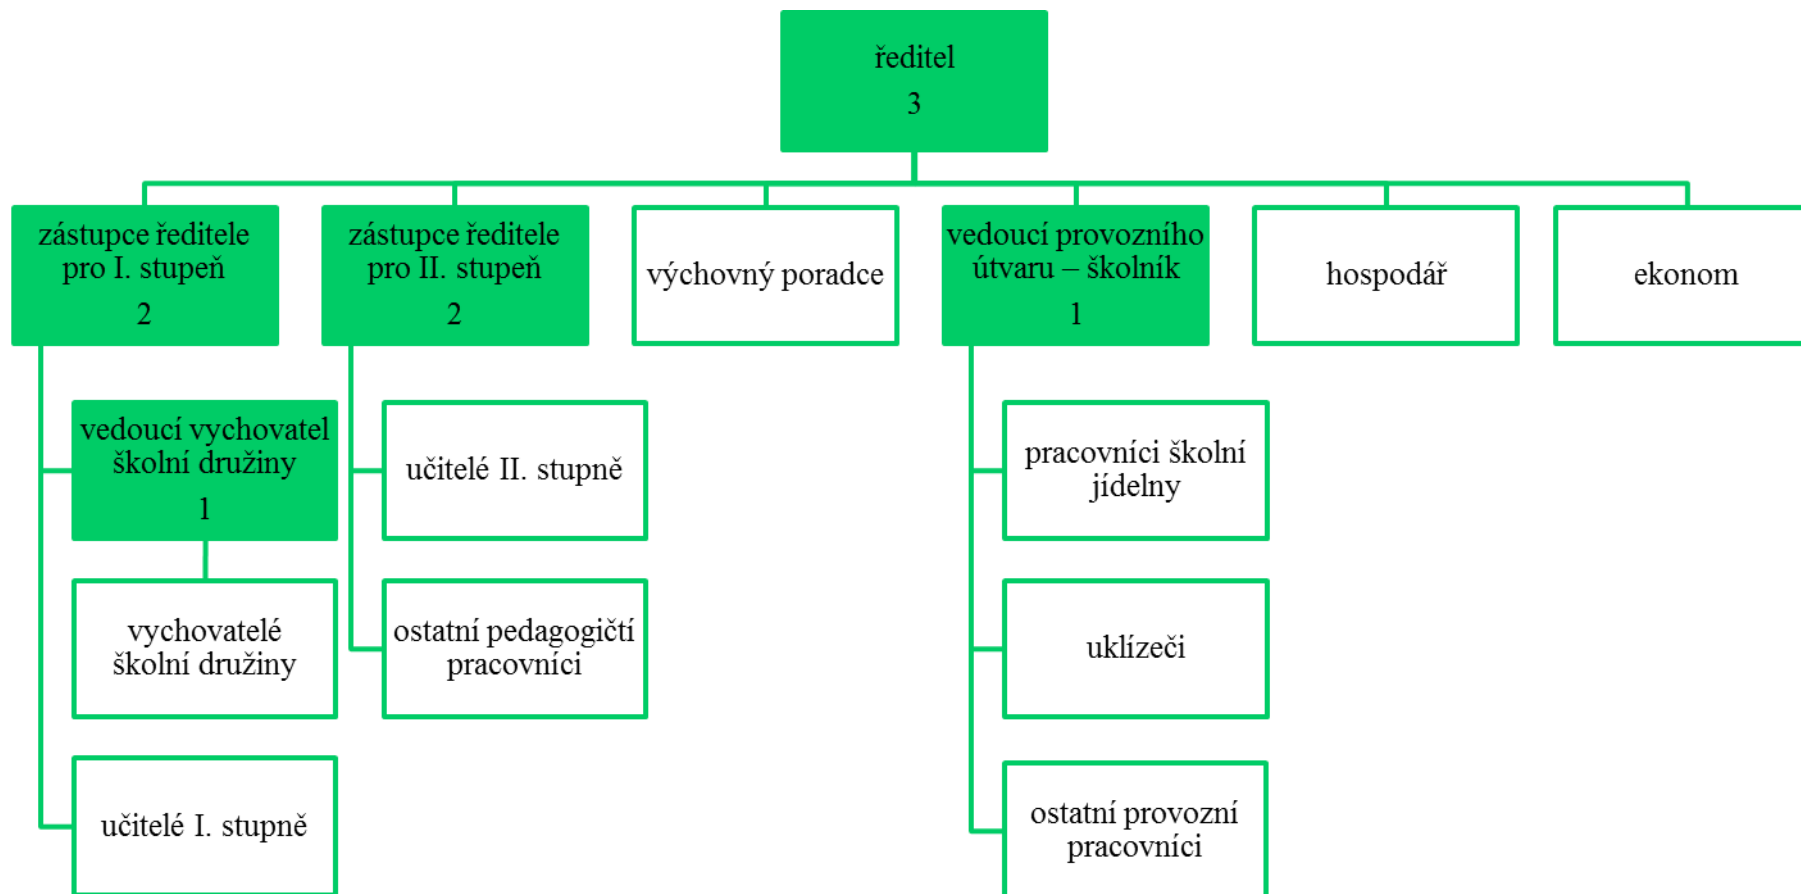 ředitel
3
zástupce ředitele
pro I. stupeň
2
zástupce ředitele
pro II. stupeň
2
výchovný poradce
vedoucí provozního
útvaru – školník
1
hospodář
ekonom
vedoucí vychovatel
školní družiny
1
učitelé II. stupně
pracovníci školní
jídelny
vychovatelé
školní družiny
ostatní pedagogičtí
pracovníci
uklízeči
učitelé I. stupně
ostatní provozní
pracovníci